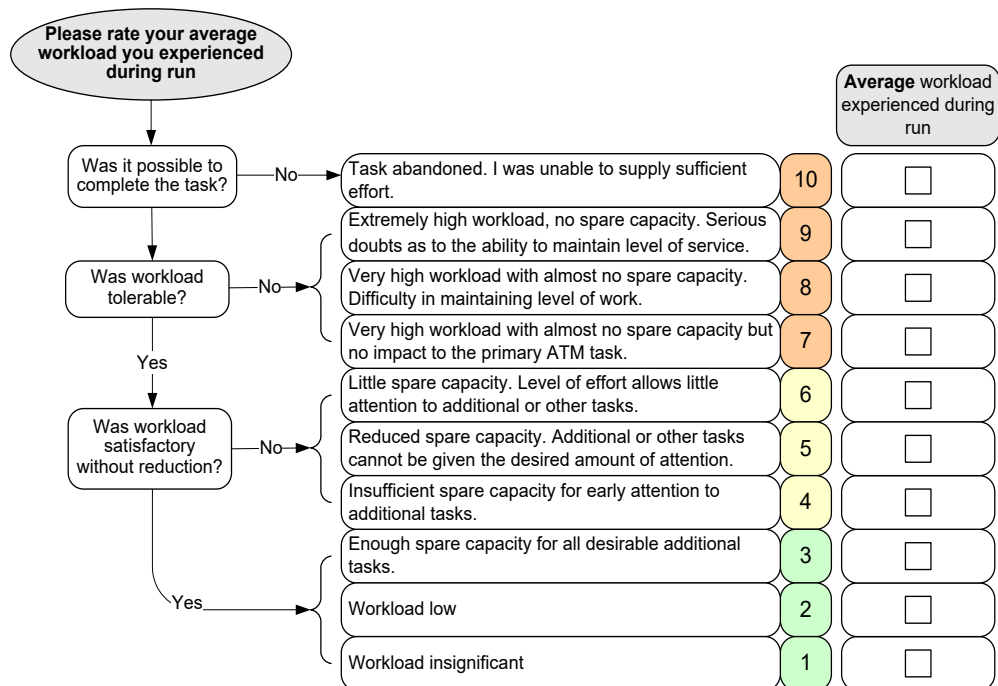 Please rate your average
workload you experienced
during run
Average workload
experienced during
run
Was it possible to
complete the task?
No
Task abandoned. I was unable to supply sufficient
effort.
10
Extremely high workload, no spare capacity. Serious
doubts as to the ability to maintain level of service.
9
Was workload
tolerable?
No
Very high workload with almost no spare capacity.
Difficulty in maintaining level of work.
8
Very high workload with almost no spare capacity but
no impact to the primary ATM task.
7
Yes
Little spare capacity. Level of effort allows little
attention to additional or other tasks.
6
Was workload
satisfactory
without reduction?
No
Reduced spare capacity. Additional or other tasks
cannot be given the desired amount of attention.
5
Insufficient spare capacity for early attention to
additional tasks.
4
Enough spare capacity for all desirable additional
tasks.
3
Yes
Workload low
2
Workload insignificant
1